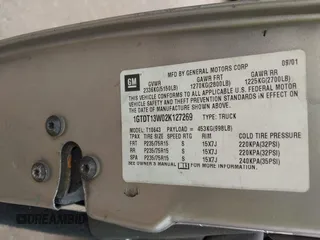 GM
MFD BY GENERAL MOTORS CORP 09/01
GVWR GAWR FRT GAWR RR
2336KG(5150LB) 1270KG(2800LB) 1225KG(2700LB)
THIS VEHICLE CONFORMS TO ALL APPLICABLE U.S. FEDERAL MOTOR
VEHICLE SAFETY AND THEFT PREVENTION STANDARDS IN EFFECT ON
THE DATE OF MANUFACTURE SHOWN ABOVE.
1GTDT13W02K127269 TYPE: TRUCK
MODEL: T10643 PAYLOAD = 453KG(998LB)
TPAX TIRE SIZE SPEED RTG RIM COLD TIRE PRESSURE
FRT P235/75R15 S 15X7J 220KPA(32PSI)
RR P235/75R15 S 15X7J 240KPA(35PSI)
SPA P235/75R15 S 15X7J 220KPA(32PSI)
SEE OWNER'S MANUAL FOR MORE INFORMATION.
DREAMBID